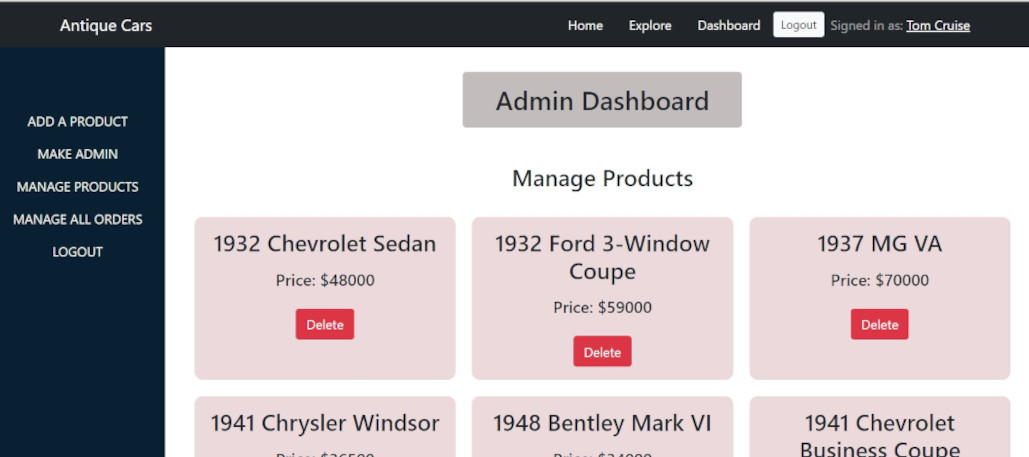 Antique Cars
Home Explore Dashboard Logout Signed in as: Tom Cruise
ADD A PRODUCT
MAKE ADMIN
MANAGE PRODUCTS
MANAGE ALL ORDERS
LOGOUT
Admin Dashboard
Manage Products
1932 Chevrolet Sedan
Price: $48000
Delete
1932 Ford 3-Window
Coupe
Price: $59000
Delete
1937 MG VA
Price: $70000
Delete
1941 Chrysler Windsor
1948 Bentley Mark VI
1941 Chevrolet
Business Coupe